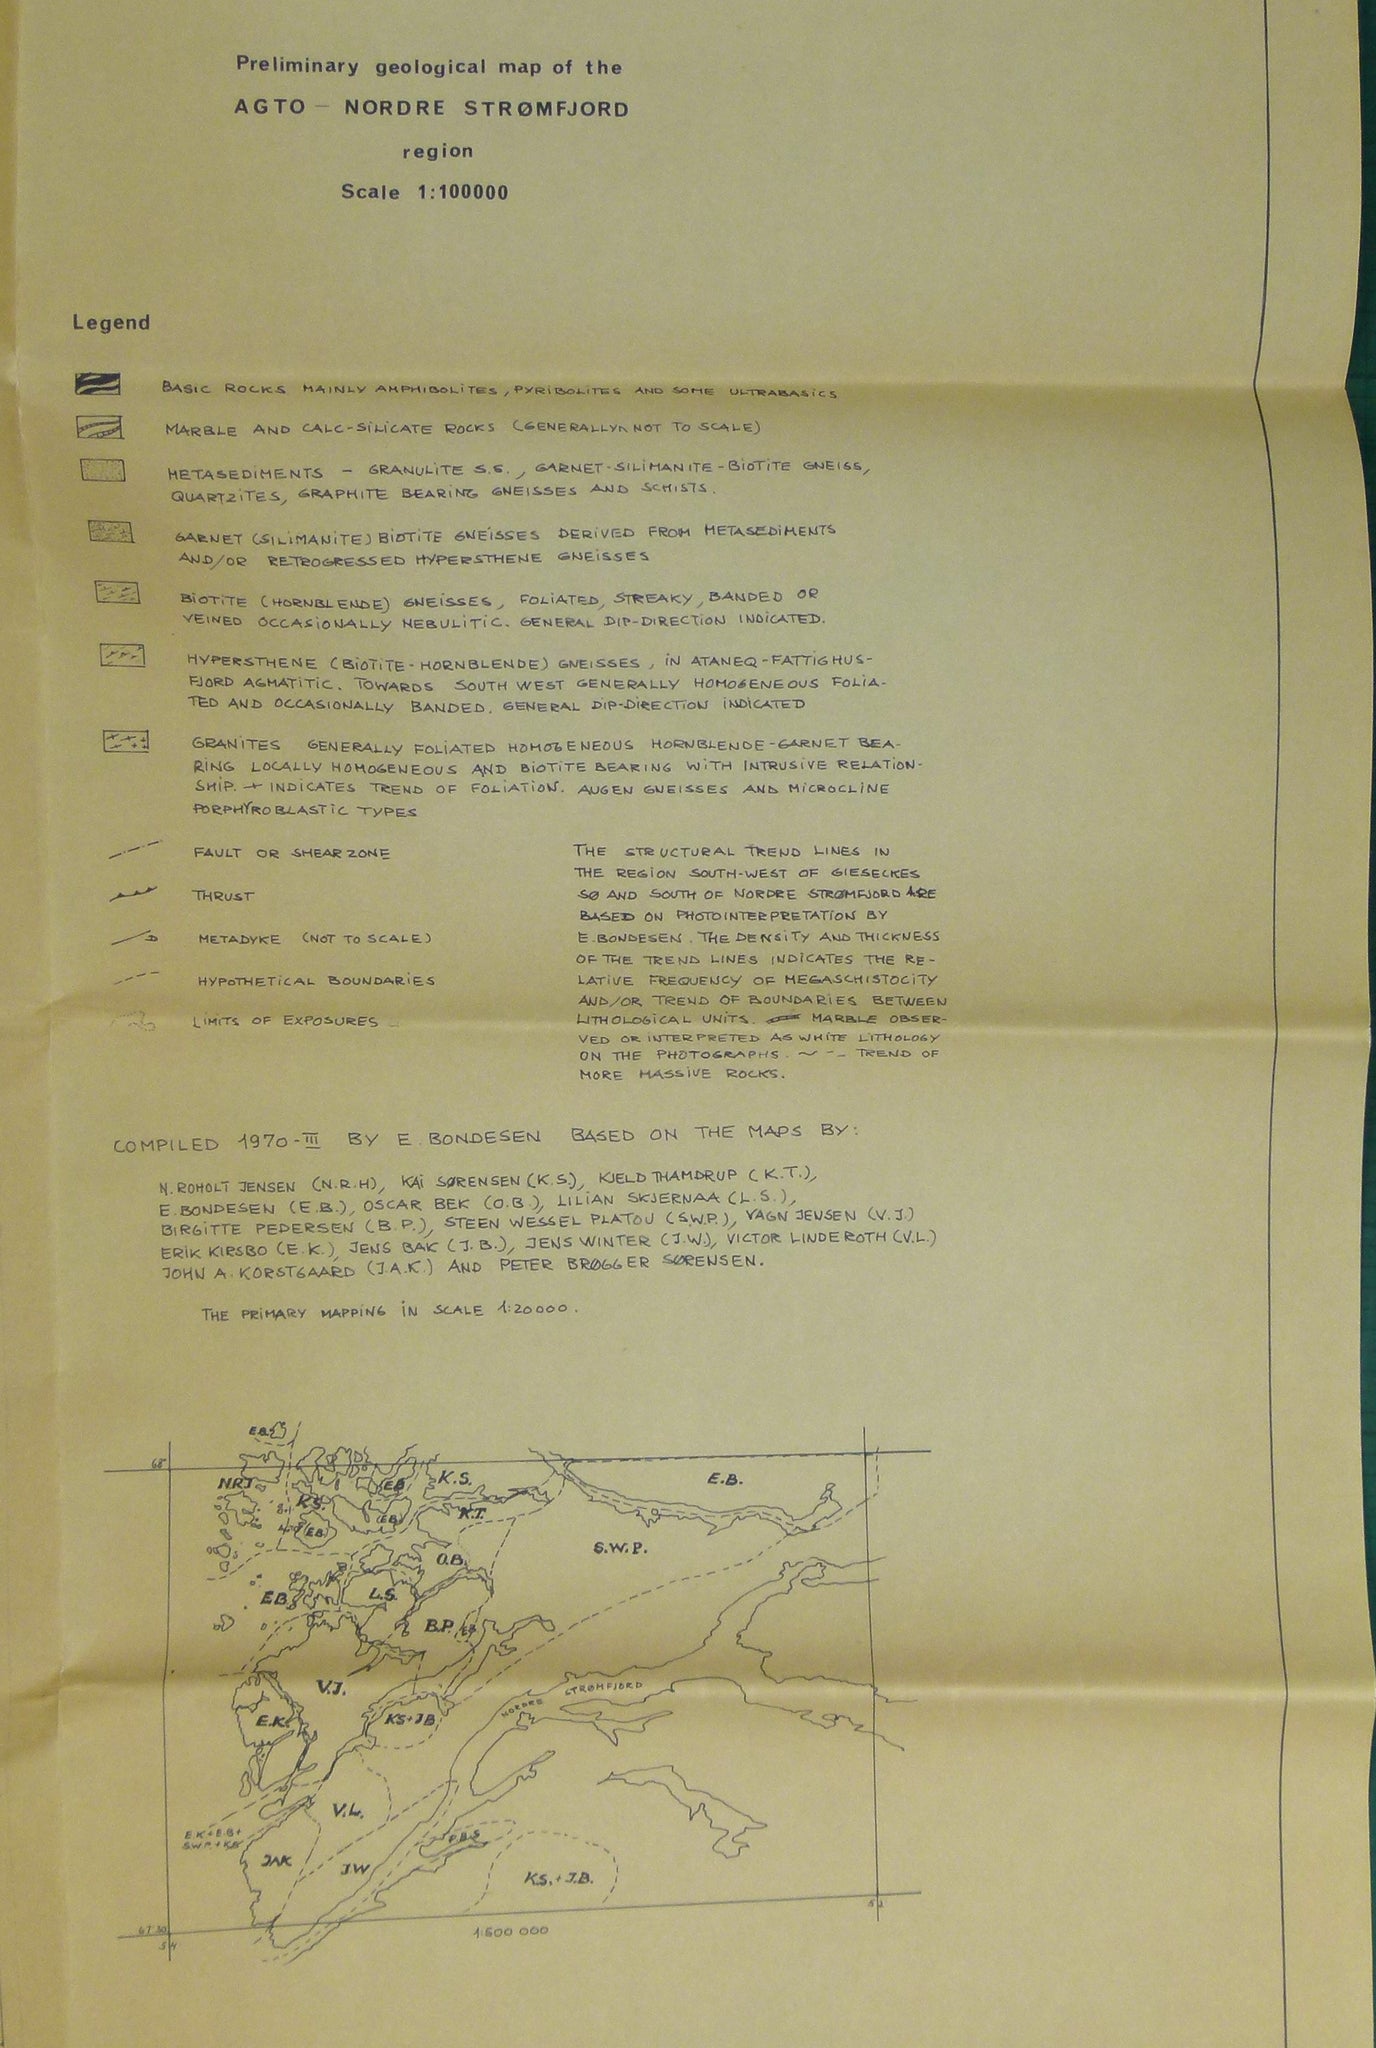 Preliminary geological map of the
AGTO – NORDRE STRØMFJORD
region
Scale 1:100000
Legend
BASIC ROCKS MAINLY AMPHIBOLITES, PYRIBOLITES AND SOME ULTRABASICS
MARBLE AND CALC-SILICATE ROCKS (GENERALLY NOT TO SCALE)
METASEDIMENTS – GRANULITE S.S., GARNET-SILIMANITE-BIOTITE GNEISS,
QUARTZITES, GRAPHITE BEARING GNEISSES AND SCHISTS.
GARNET (SILIMANITE) BIOTITE GNEISSES DERIVED FROM METASEDIMENTS
AND/OR RETROGRESSED HYPERSTHENE GNEISSES
BIOTITE (HORNBLENDE) GNEISSES, FOLIATED, STREAKY, BANDED OR
VEINED OCCASIONALLY NEBULITIC. GENERAL DIP-DIRECTION INDICATED.
HYPERSTHENE (BIOTITE-HORNBLENDE) GNEISSES, IN ATANEQ-FATTIGHUS-
FJORD AGMATITIC. TOWARDS SOUTH WEST GENERALLY HOMOGENEOUS FOLIA-
TED AND OCCASIONALLY BANDED. GENERAL DIP-DIRECTION INDICATED
GRANITES GENERALLY FOLIATED HOMOGENEOUS HORNBLENDE-GARNET BEA-
RING LOCALLY HOMOGENEOUS AND BIOTITE BEARING WITH INTRUSIVE RELATION-
SHIP. INDICATES TREND OF FOLIATION. AUGEN GNEISSES AND MICROCLINE
PORPHYROBLASTIC TYPES
FAULT OR SHEARZONE
THRUST
METADYKE (NOT TO SCALE)
HYPOTHETICAL BOUNDARIES
LIMITS OF EXPOSURES
THE STRUCTURAL TREND LINES IN
THE REGION SOUTH-WEST OF GIESECKES
SØ AND SOUTH OF NORDRE STRØMFJORD ARE
BASED ON PHOTOINTERPRETATION BY
E. BONDESEN. THE DENSITY AND THICKNESS
OF THE TREND LINES INDICATES THE RE-
LATIVE FREQUENCY OF MEGASCHISTOCITY
AND/OR TREND OF BOUNDARIES BETWEEN
LITHOLOGICAL UNITS. MARBLE OBSER-
VED OR INTERPRETED AS WHITE LITHOLOGY
ON THE PHOTOGRAPHS. TREND OF
MORE MASSIVE ROCKS.
COMPILED 1970-III BY E. BONDESEN BASED ON THE MAPS BY:
N. ROHOLT JENSEN (N.R.H), KAI SØRENSEN (K.S.), KJELD THAMDRUP (K.T.),
E. BONDESEN (E.B.), OSCAR BEK (O.B.), LILIAN SKJERNAA (L.S.),
BIRGITTE PEDERSEN (B.P.), STEEN WESSEL PLATOU (S.W.P.), VAGN JENSEN (V.J.)
ERIK KIRSBO (E.K.), JENS BAK (J.B.), JENS WINTER (J.W.), VICTOR LINDEROTH (V.L.)
JOHN A. KORSTGAARD (J.A.K.) AND PETER BRØGGER SØRENSEN.
THE PRIMARY MAPPING IN SCALE 1:20000.
E.B.
68
NRJ
K.S.
(EB)
K.S.
E.B.
(EB)
(EB)
K.T.
S.W.P.
O.B.
EB.
L.S.
B.P.
V.J.
E.K.
KS+JB
NORDRE STRØMFJORD
V.L.
E.K+E.B+
S.W.P.+K.S
JAK
J.W
P.B.S
K.S.+J.B.
67 30
54
52
1:500 000